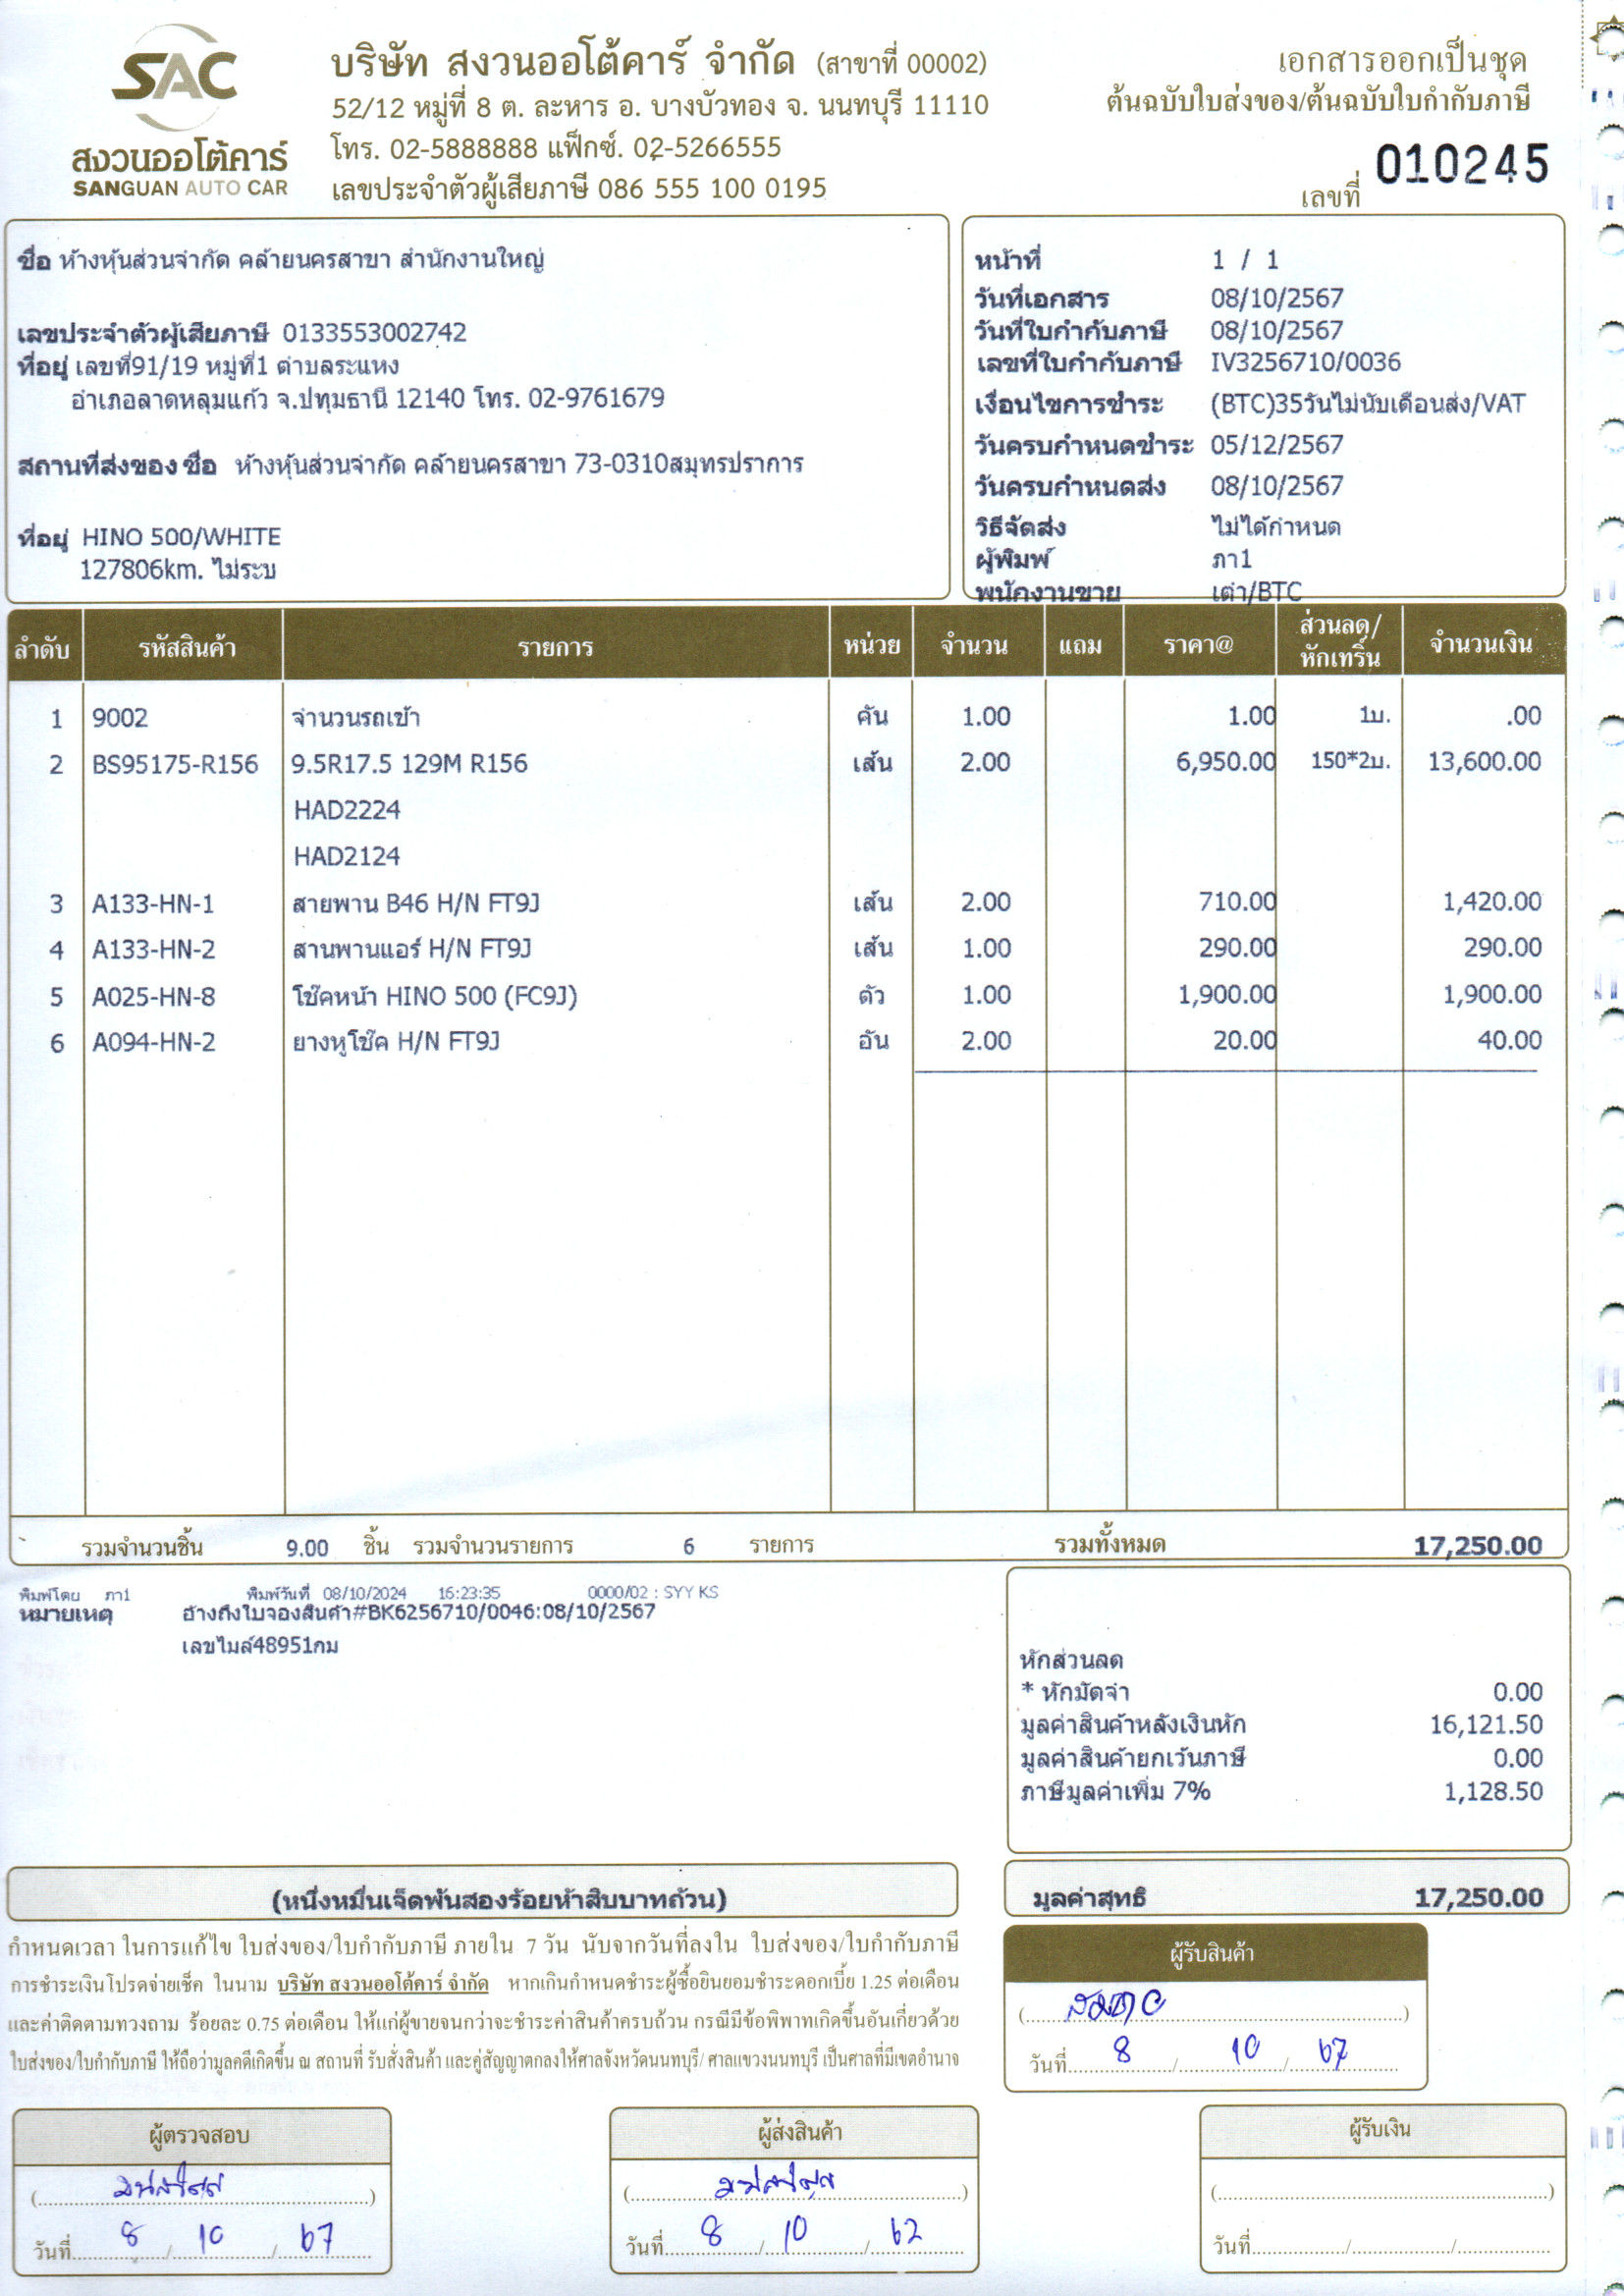 SAC
สงวนออโต้คาร์
SANGUAN AUTO CAR
บริษัท สงวนออโต้คาร์ จำกัด (สาขาที่ 00002)
52/12 หมู่ที่ 8 ต. ละหาร อ. บางบัวทอง จ. นนทบุรี 11110
โทร. 02-5888888 แฟ็กซ์. 02-5266555
เลขประจำตัวผู้เสียภาษี 086 555 100 0195
เอกสารออกเป็นชุด
ต้นฉบับใบส่งของ/ต้นฉบับใบกำกับภาษี
เลขที่ 010245
ชื่อ ห้างหุ้นส่วนจำกัด คล้ายนครสาขา สำนักงานใหญ่
เลขประจำตัวผู้เสียภาษี 0133553002742
ที่อยู่ เลขที่91/19 หมู่ที่1 ตำบลระแหง
อำเภอลาดหลุมแก้ว จ.ปทุมธานี 12140 โทร. 02-9761679
สถานที่ส่งของ ชื่อ ห้างหุ้นส่วนจำกัด คล้ายนครสาขา 73-0310สมุทรปราการ
ที่อยู่ HINO 500/WHITE
127806km. ไม่ระบ
หน้าที่ 1 / 1
วันที่เอกสาร 08/10/2567
วันที่ใบกำกับภาษี 08/10/2567
เลขที่ใบกำกับภาษี IV3256710/0036
เงื่อนไขการชำระ (BTC)35วันไม่นับเดือนส่ง/VAT
วันครบกำหนดชำระ 05/12/2567
วันครบกำหนดส่ง 08/10/2567
วิธีจัดส่ง ไม่ได้กำหนด
ผู้พิมพ์ ภา1
พนักงานขาย เต่า/BTC
ลำดับ รหัสสินค้า รายการ หน่วย จำนวน แถม ราคา@ ส่วนลด/หักเทริ์น จำนวนเงิน
1 9002 จำนวนรถเข้า คัน 1.00 1.00 1บ. .00
2 BS95175-R156 9.5R17.5 129M R156 เส้น 2.00 6,950.00 150*2บ. 13,600.00
HAD2224
HAD2124
3 A133-HN-1 สายพาน B46 H/N FT9J เส้น 2.00 710.00 1,420.00
4 A133-HN-2 สานพานแอร์ H/N FT9J เส้น 1.00 290.00 290.00
5 A025-HN-8 โช๊คหน้า HINO 500 (FC9J) ตัว 1.00 1,900.00 1,900.00
6 A094-HN-2 ยางหูโช๊ค H/N FT9J อัน 2.00 20.00 40.00
รวมจำนวนชิ้น 9.00 ชิ้น รวมจำนวนรายการ 6 รายการ รวมทั้งหมด 17,250.00
พิมพ์โดย ภา1 พิมพ์วันที่ 08/10/2024 16:23:35 0000/02 : SYY KS
หมายเหตุ อ้างถึงใบจองสินค้า#BK6256710/0046:08/10/2567
เลขไมล์48951กม
หักส่วนลด
* หักมัดจำ 0.00
มูลค่าสินค้าหลังเงินหัก 16,121.50
มูลค่าสินค้ายกเว้นภาษี 0.00
ภาษีมูลค่าเพิ่ม 7% 1,128.50
(หนึ่งหมื่นเจ็ดพันสองร้อยห้าสิบบาทถ้วน)
มูลค่าสุทธิ 17,250.00
กำหนดเวลา ในการแก้ไข ใบส่งของ/ใบกำกับภาษี ภายใน 7 วัน นับจากวันที่ลงใน ใบส่งของ/ใบกำกับภาษี
การชำระเงินโปรดจ่ายเช็ค ในนาม บริษัท สงวนออโต้คาร์ จำกัด หากเกินกำหนดชำระผู้ซื้อยินยอมชำระดอกเบี้ย 1.25 ต่อเดือน
และค่าติดตามทวงถาม ร้อยละ 0.75 ต่อเดือน ให้แก่ผู้ขายจนกว่าจะชำระค่าสินค้าครบถ้วน กรณีมีข้อพิพาทเกิดขึ้นอันเกี่ยวด้วย
ใบส่งของ/ใบกำกับภาษี ให้ถือว่ามูลคดีเกิดขึ้น ณ สถานที่ รับสั่งสินค้า และคู่สัญญาตกลงให้ศาลจังหวัดนนทบุรี/ ศาลแขวงนนทบุรี เป็นศาลที่มีเขตอำนาจ
ผู้รับสินค้า
วันที่ 8 / 10 / 67
ผู้ตรวจสอบ
วันที่ 8 / 10 / 67
ผู้ส่งสินค้า
วันที่ 8 / 10 / 62
ผู้รับเงิน
วันที่ / /